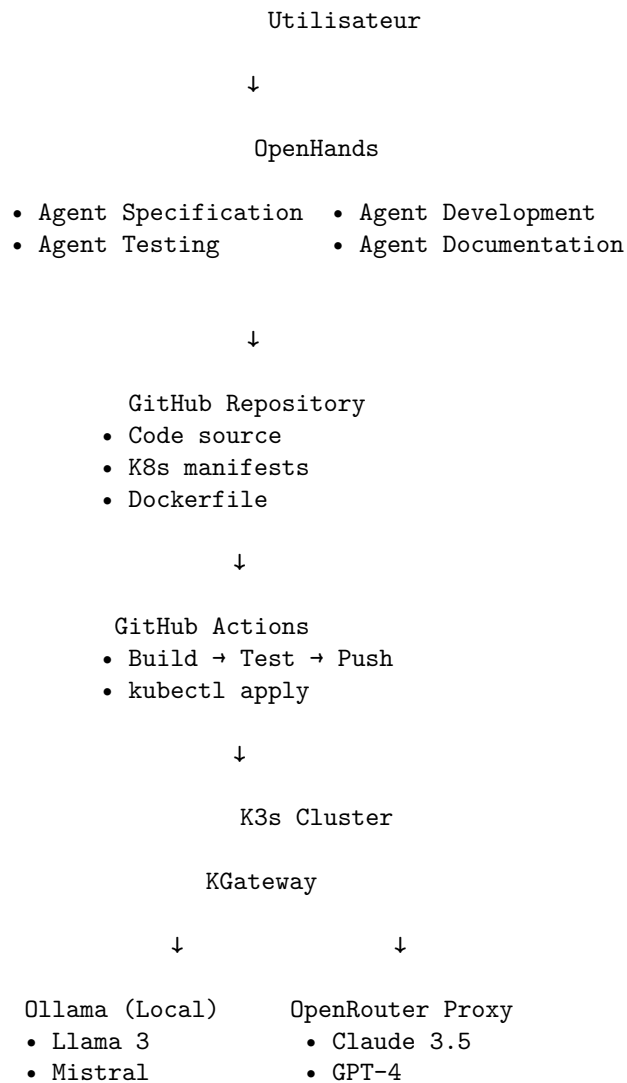 Utilisateur
↓
OpenHands
• Agent Specification • Agent Development
• Agent Testing • Agent Documentation
↓
GitHub Repository
• Code source
• K8s manifests
• Dockerfile
↓
GitHub Actions
• Build → Test → Push
• kubectl apply
↓
K3s Cluster
KGateway
↓ ↓
Ollama (Local) OpenRouter Proxy
• Llama 3 • Claude 3.5
• Mistral • GPT-4